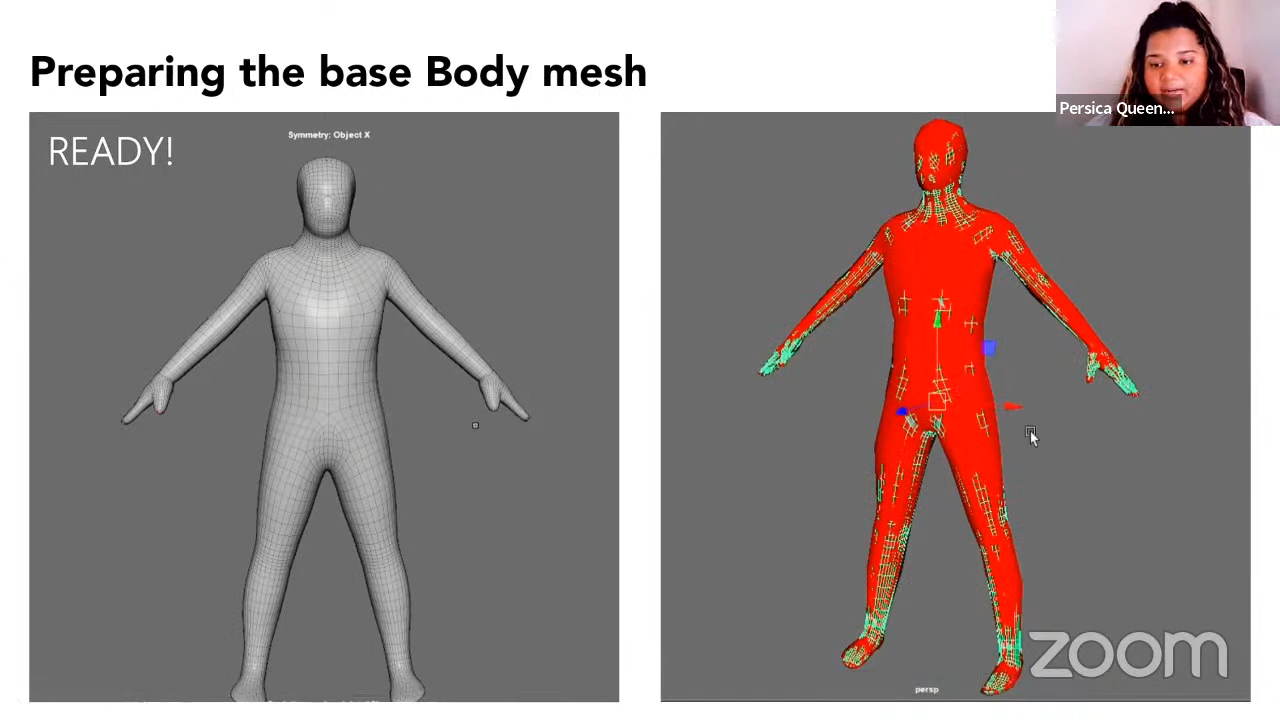 Preparing the base Body mesh
Persica Queen...
READY!
Symmetry: Object X
persp
zoom